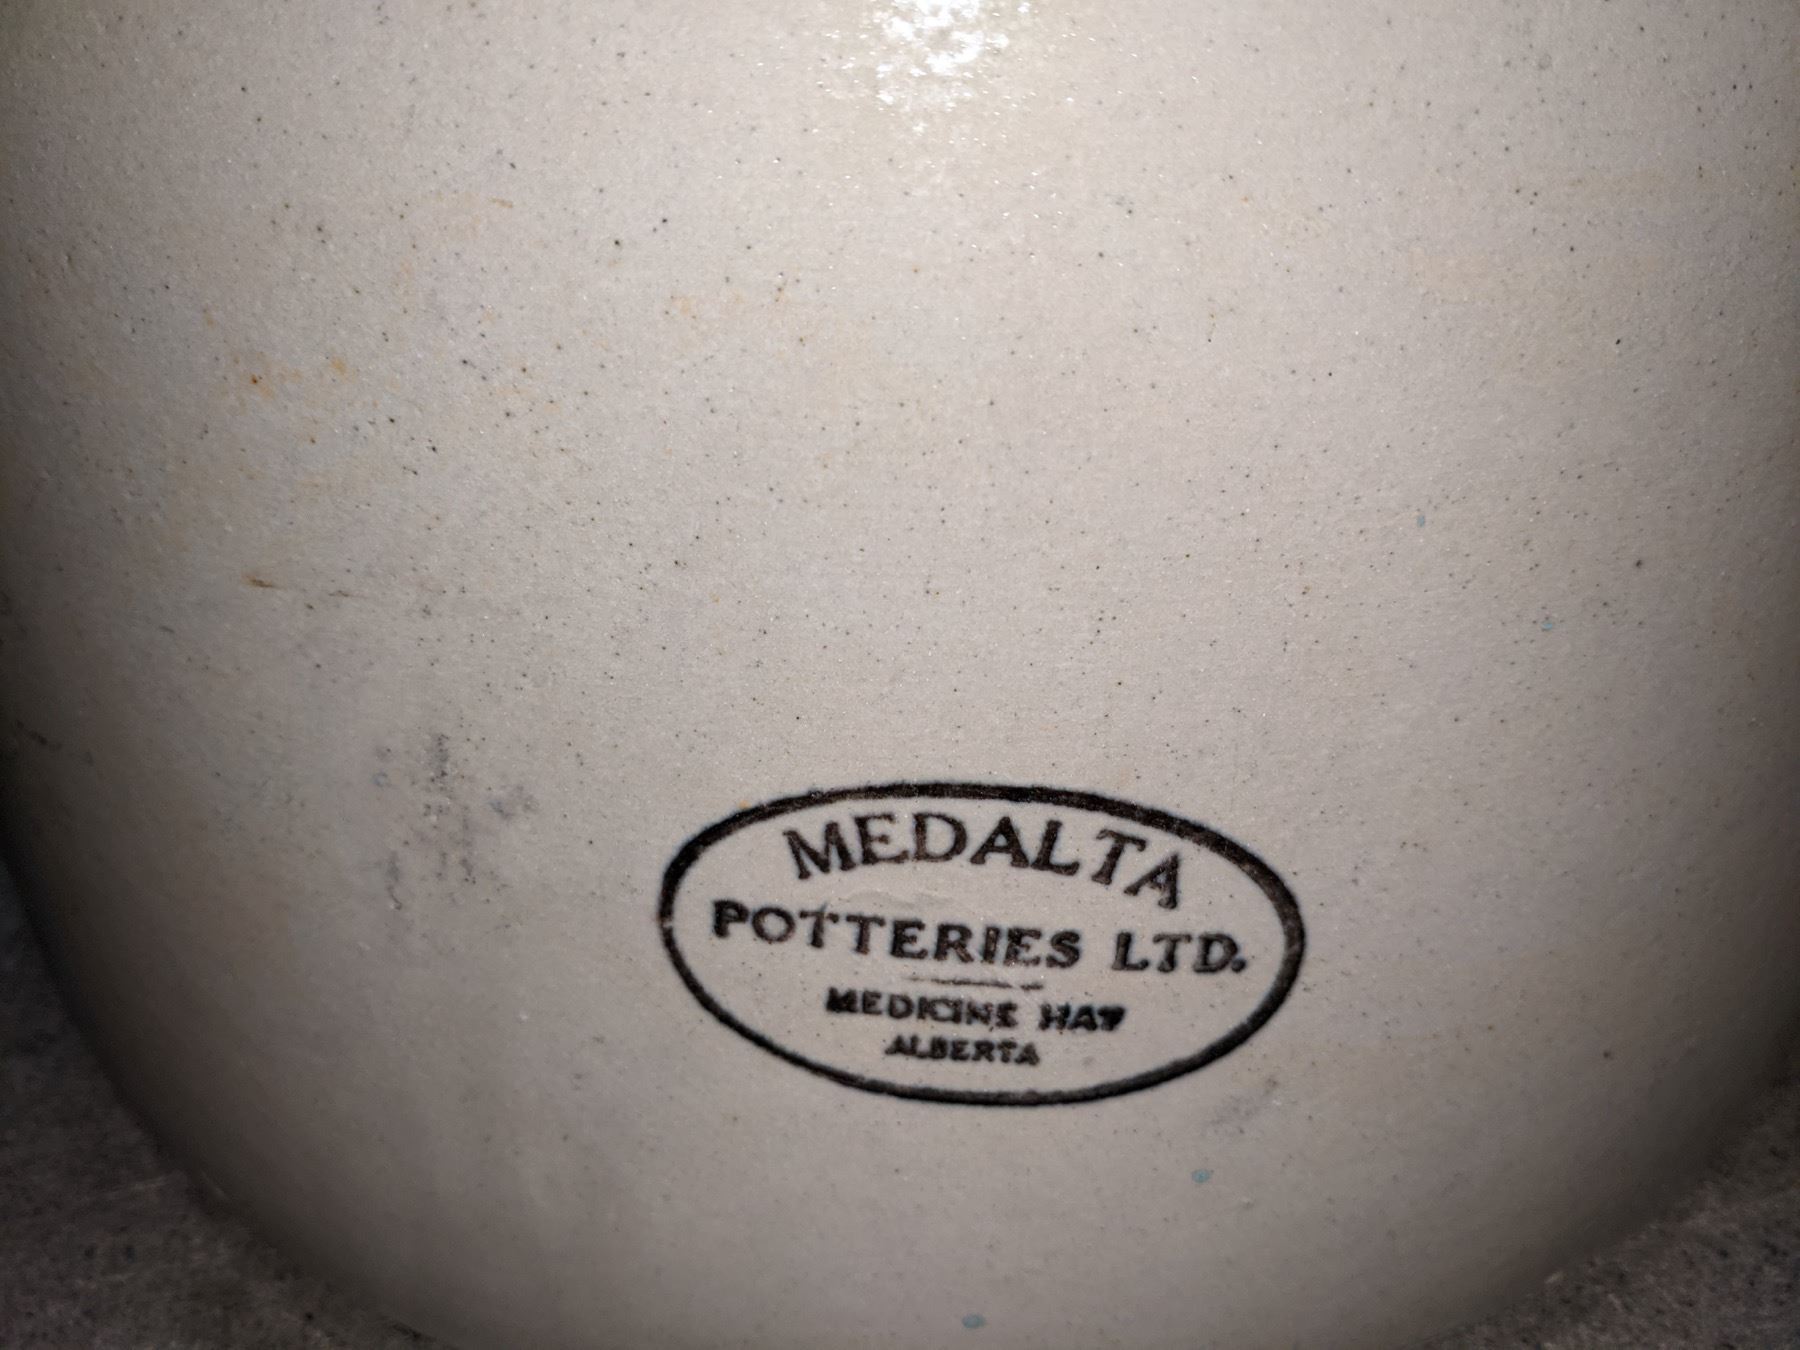 MEDALTA
POTTERIES LTD.
MEDICINE HAT
ALBERTA